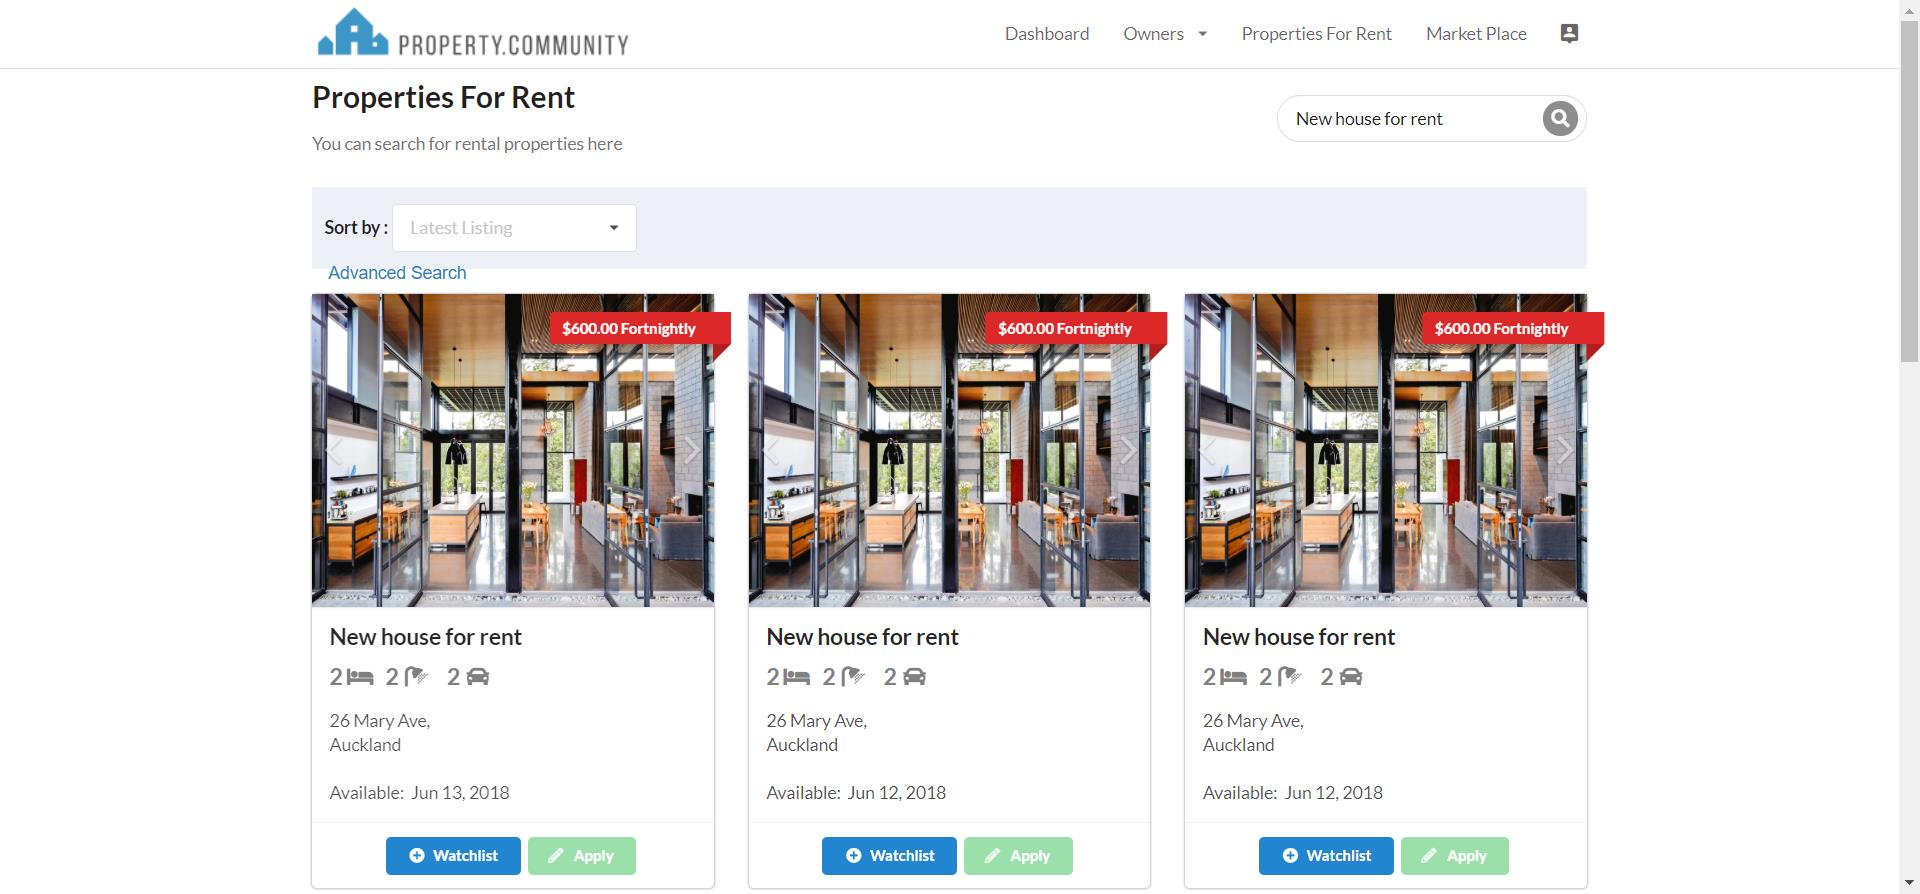 PROPERTY.COMMUNITY
Dashboard Owners Properties For Rent Market Place
Properties For Rent
You can search for rental properties here
New house for rent
Sort by : Latest Listing
Advanced Search
$600.00 Fortnightly
New house for rent
2 2 2
26 Mary Ave,
Auckland
Available: Jun 13, 2018
Watchlist Apply
$600.00 Fortnightly
New house for rent
2 2 2
26 Mary Ave,
Auckland
Available: Jun 12, 2018
Watchlist Apply
$600.00 Fortnightly
New house for rent
2 2 2
26 Mary Ave,
Auckland
Available: Jun 12, 2018
Watchlist Apply